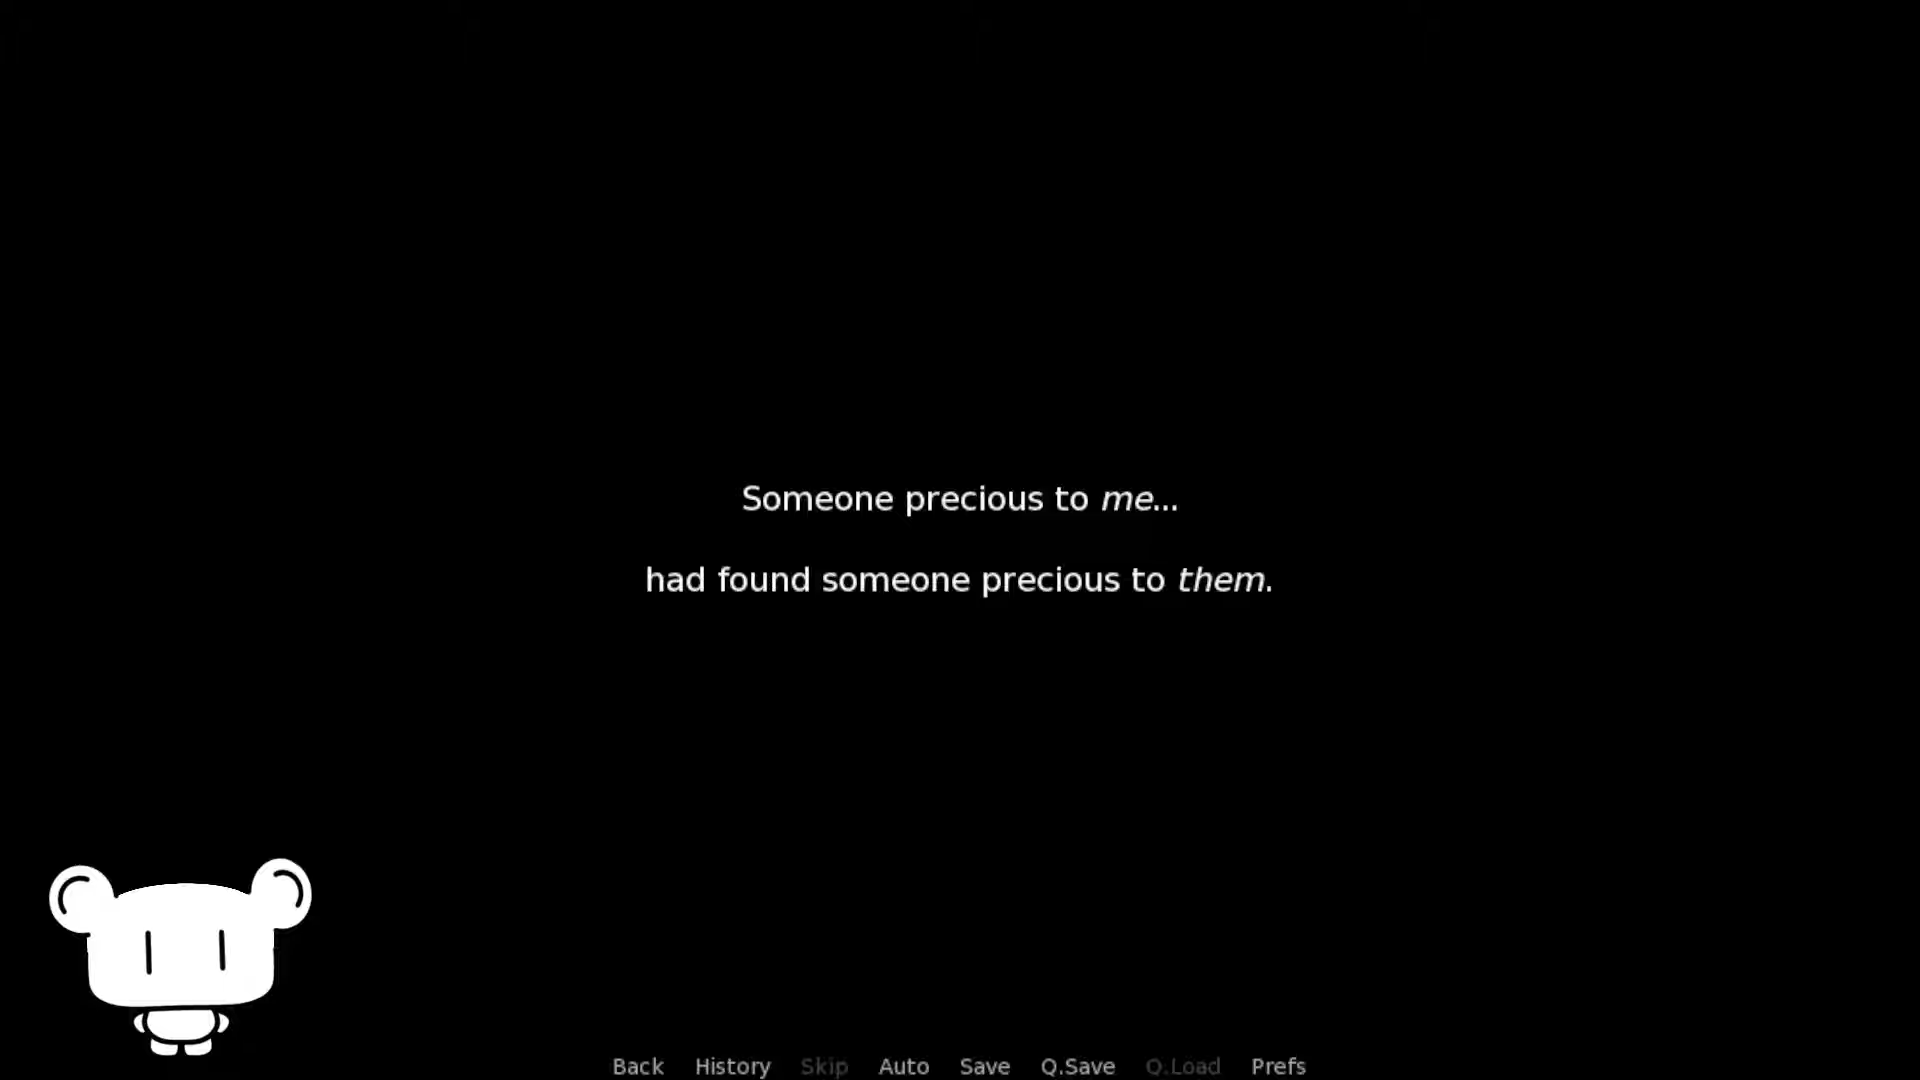 Someone precious to me...
had found someone precious to them.
Back History Skip Auto Save Q.Save Q.Load Prefs